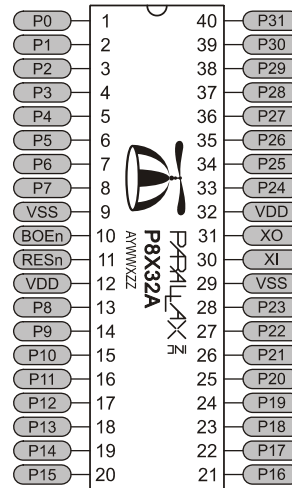 P0 1 40 P31
P1 2 39 P30
P2 3 38 P29
P3 4 37 P28
P4 5 36 P27
P5 6 35 P26
P6 7 34 P25
P7 8 33 P24
VSS 9 32 VDD
BOEn 10 31 XO
RESn 11 30 XI
VDD 12 29 VSS
P8 13 28 P23
P9 14 27 P22
P10 15 26 P21
P11 16 25 P20
P12 17 24 P19
P13 18 23 P18
P14 19 22 P17
P15 20 21 P16
PARALLAX INC
P8X32A
AYWWXZZ